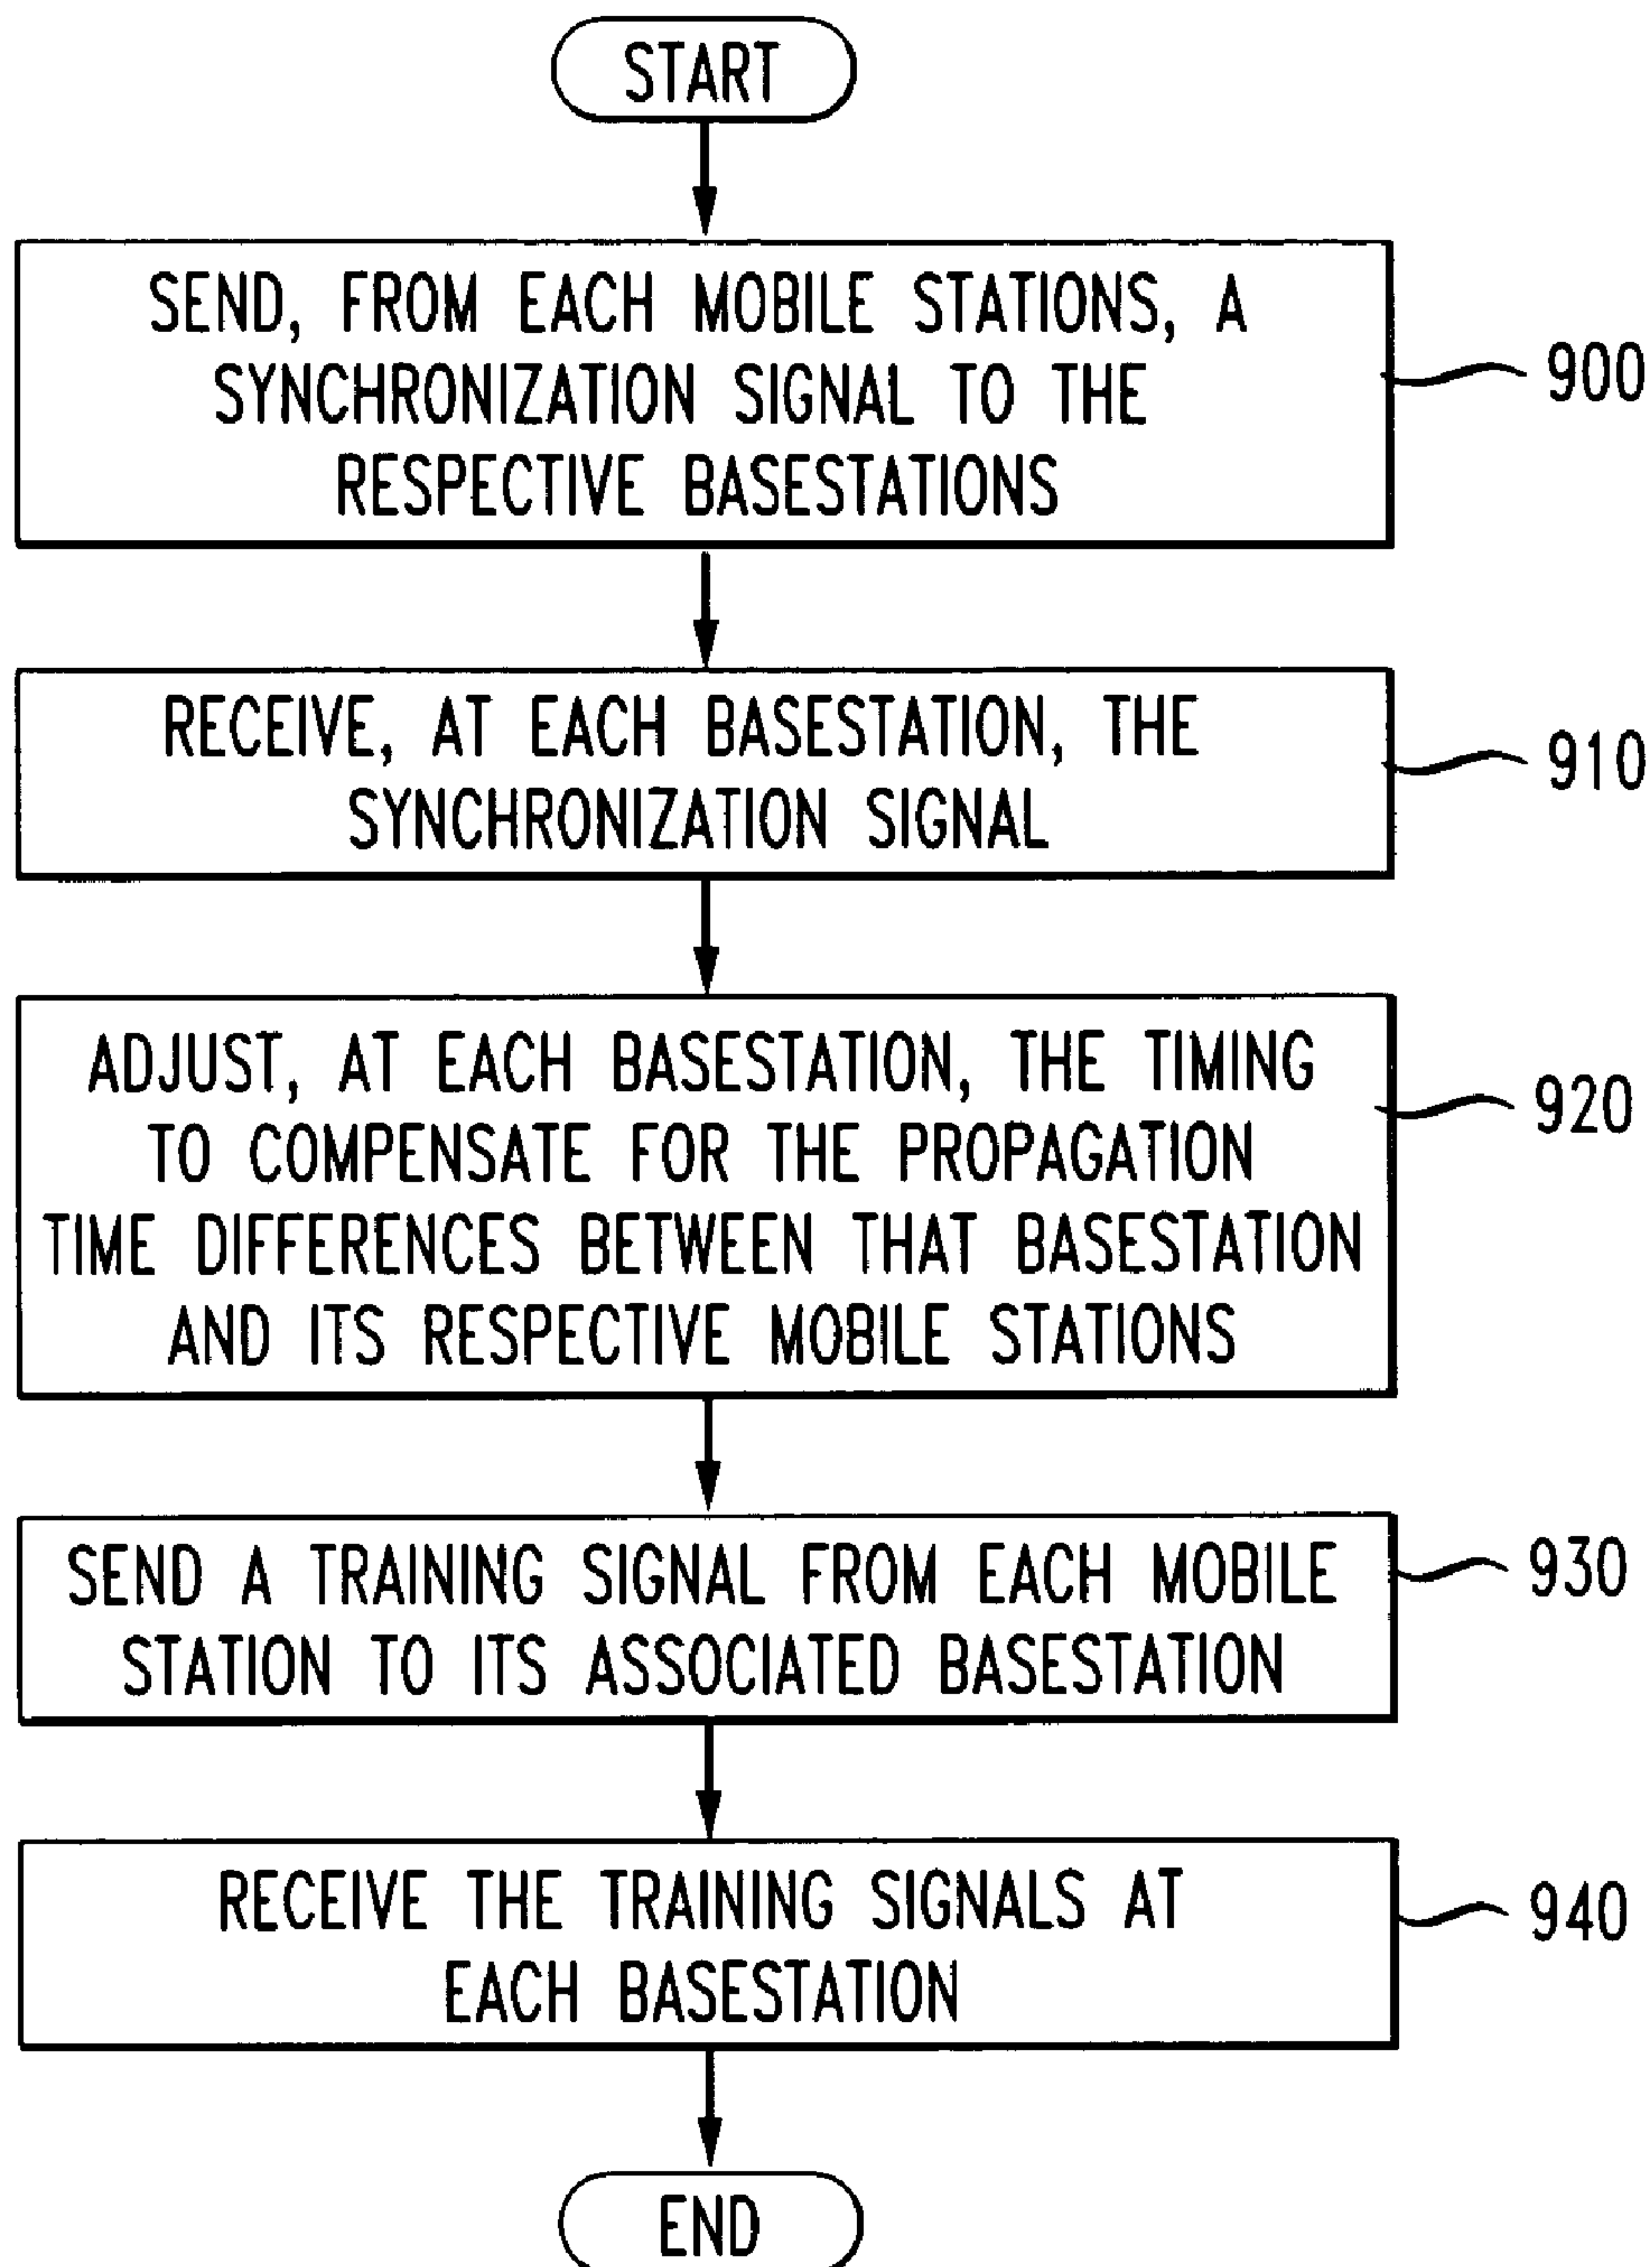 START
SEND, FROM EACH MOBILE STATIONS, A
SYNCHRONIZATION SIGNAL TO THE
RESPECTIVE BASESTATIONS
900
RECEIVE, AT EACH BASESTATION, THE
SYNCHRONIZATION SIGNAL
910
ADJUST, AT EACH BASESTATION, THE TIMING
TO COMPENSATE FOR THE PROPAGATION
TIME DIFFERENCES BETWEEN THAT BASESTATION
AND ITS RESPECTIVE MOBILE STATIONS
920
SEND A TRAINING SIGNAL FROM EACH MOBILE
STATION TO ITS ASSOCIATED BASESTATION
930
RECEIVE THE TRAINING SIGNALS AT
EACH BASESTATION
940
END